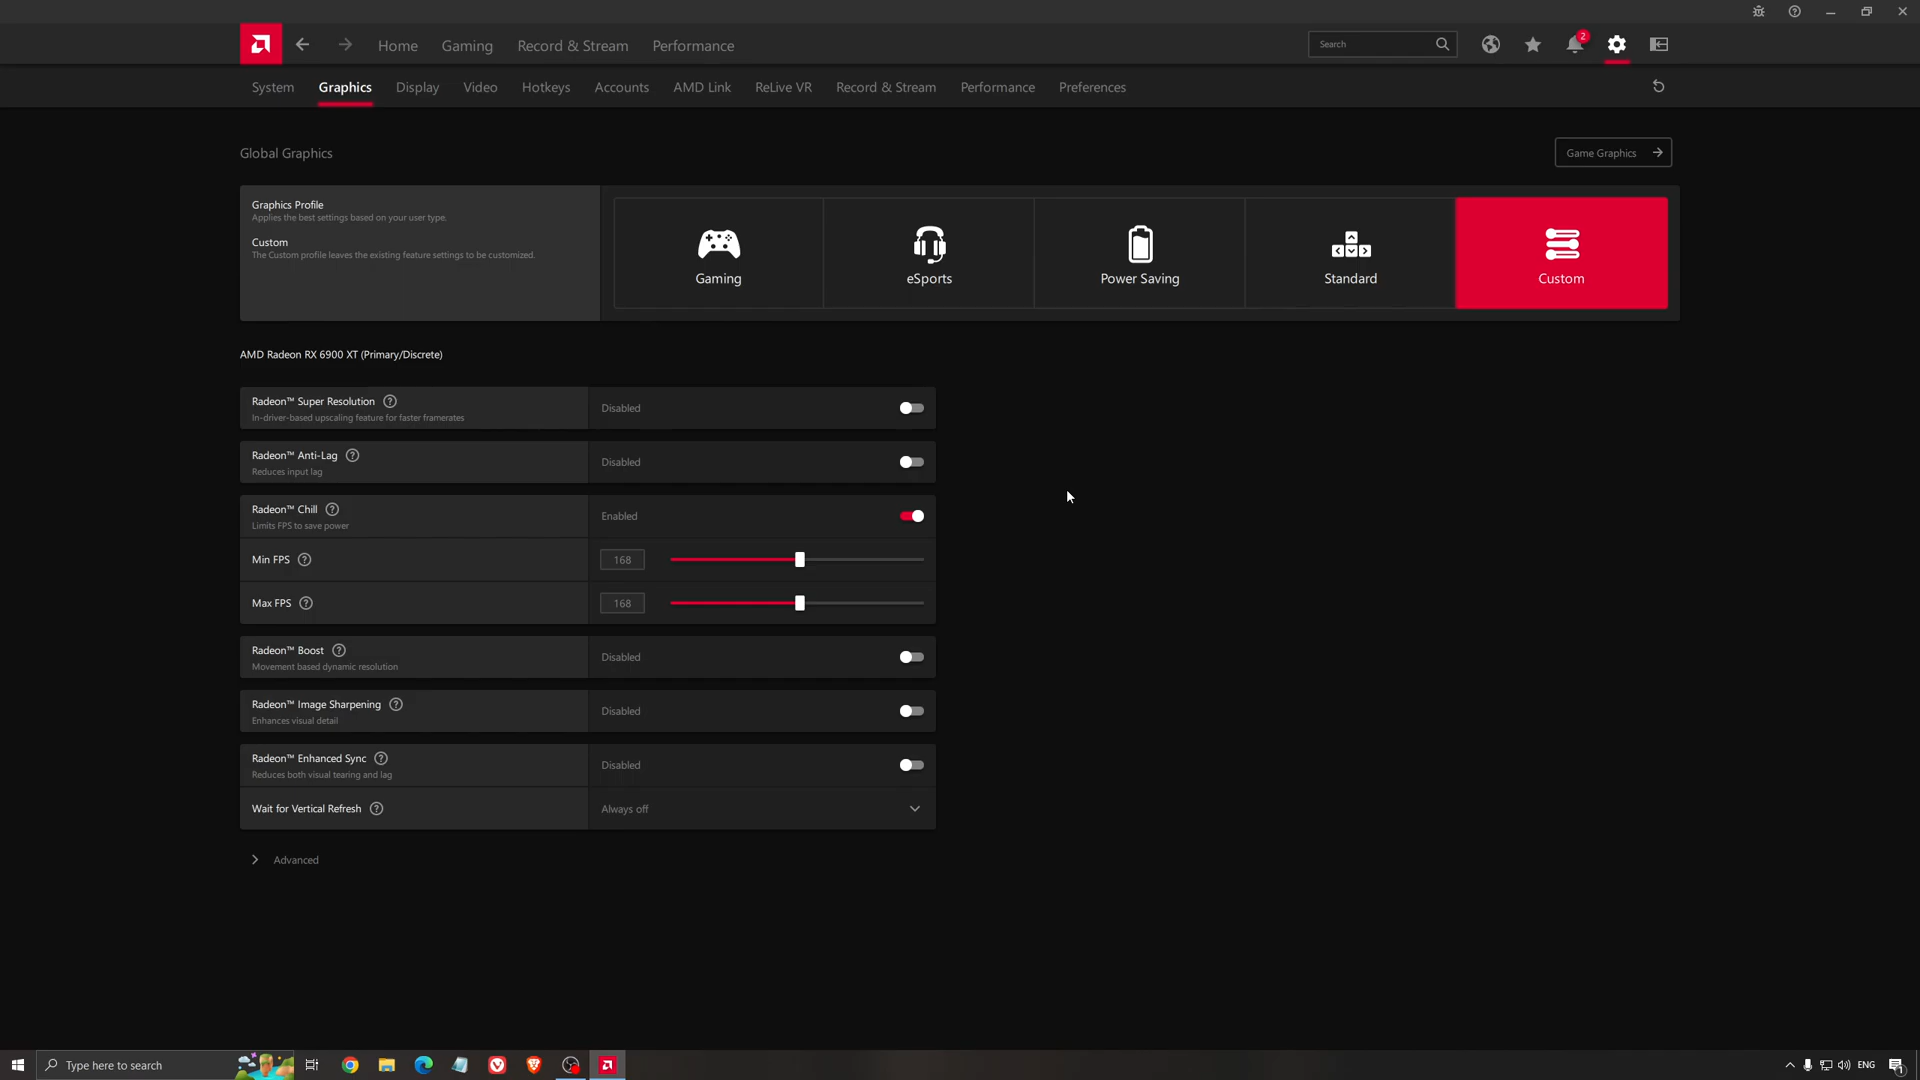 Home Gaming Record & Stream Performance Search 2
System Graphics Display Video Hotkeys Accounts AMD Link ReLive VR Record & Stream Performance Preferences
Global Graphics
Game Graphics
Graphics Profile
Applies the best settings based on your user type.
Custom
The Custom profile leaves the existing feature settings to be customized.
Gaming eSports Power Saving Standard Custom
AMD Radeon RX 6900 XT (Primary/Discrete)
Radeon™ Super Resolution ?
In-driver-based upscaling feature for faster framerates
Disabled
Radeon™ Anti-Lag ?
Reduces input lag
Disabled
Radeon™ Chill ?
Limits FPS to save power
Enabled
Min FPS ? 168
Max FPS ? 168
Radeon™ Boost ?
Movement based dynamic resolution
Disabled
Radeon™ Image Sharpening ?
Enhances visual detail
Disabled
Radeon™ Enhanced Sync ?
Reduces both visual tearing and lag
Disabled
Wait for Vertical Refresh ? Always off
Advanced
Type here to search ENG 1